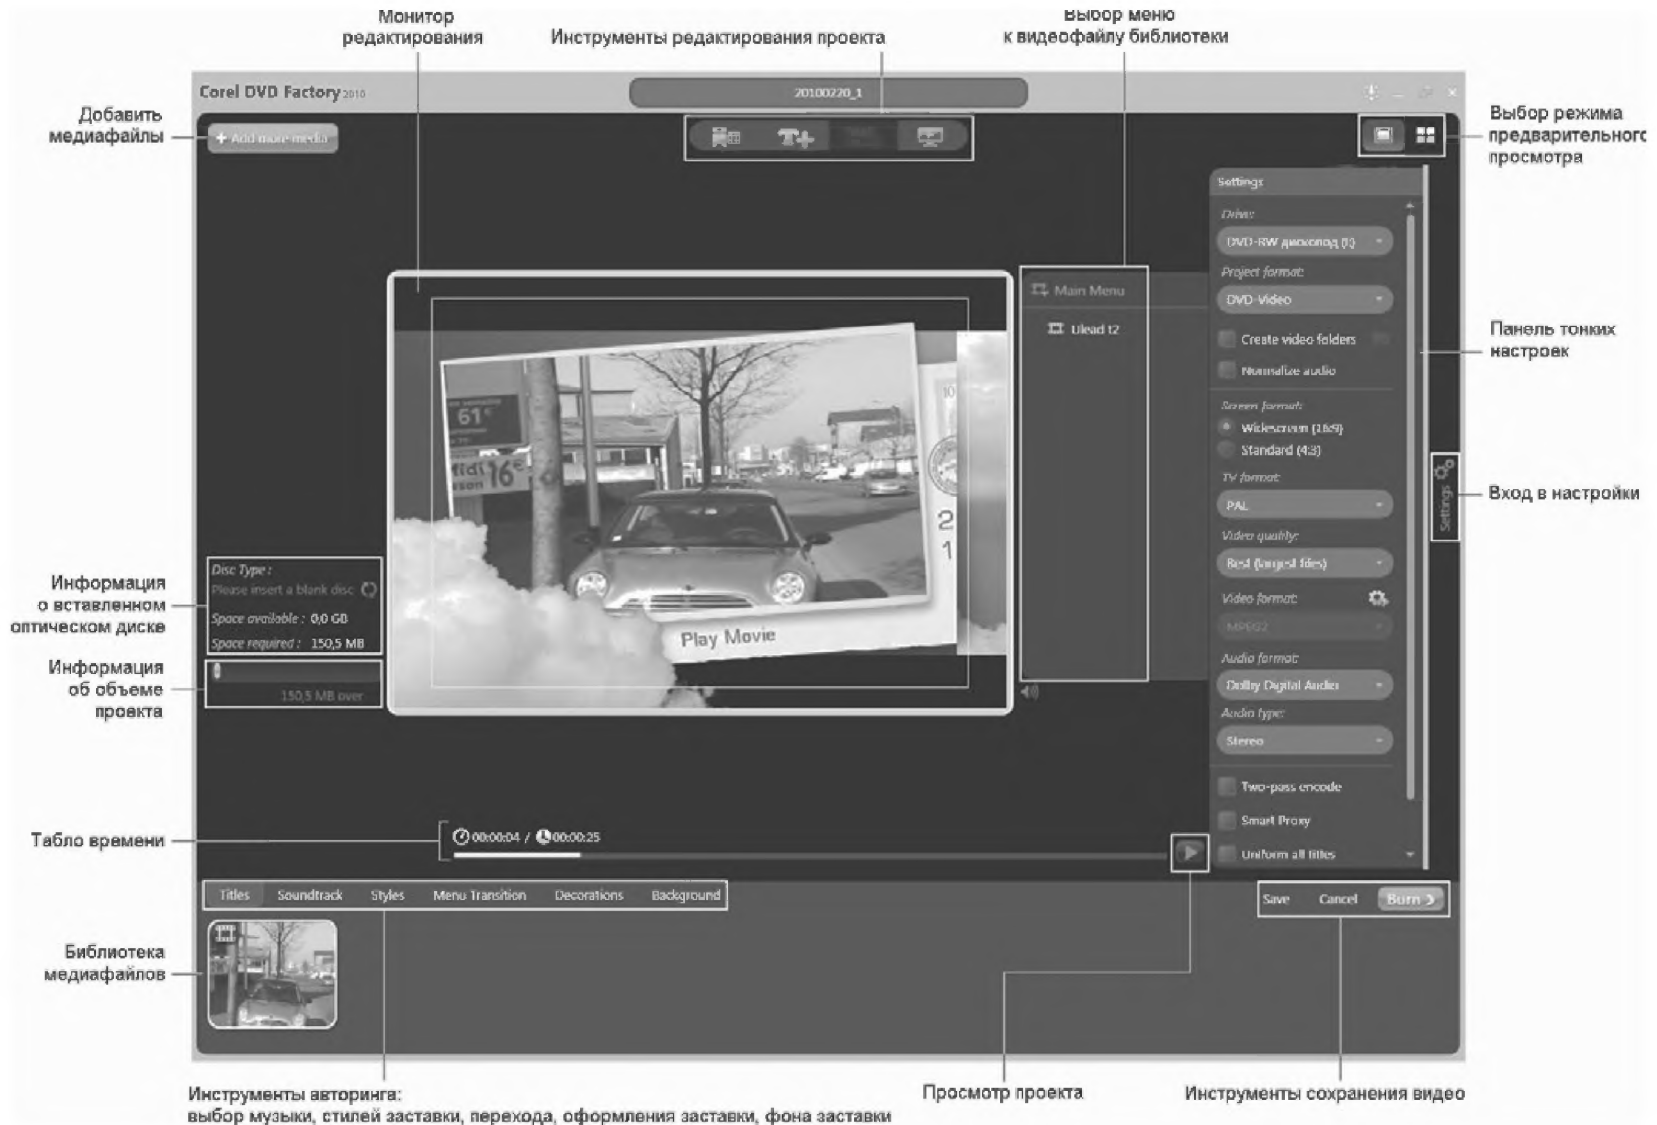 Монитор
редактирования
Инструменты редактирования проекта
Выбор меню
к видеофайлу библиотеки
Corel DVD Factory 2010
20100220_1
Добавить
медиафайлы
+ Add more media
Выбор режима
предварительного
просмотра
Settings
Drive:
DVD-RW дисковод (E:)
Project format:
DVD-Video
Create video folders
Normalize audio
Screen format:
Widescreen (16:9)
Standard (4:3)
TV format:
PAL
Video quality:
Best (largest files)
Video format:
MPEG2
Audio format:
Dolby Digital Audio
Audio type:
Stereo
Two-pass encode
Smart Proxy
Uniform all titles
Панель тонких
настроек
Settings
Вход в настройки
Main Menu
Ulead t2
61€
Midi
16€
10
2
1
Play Movie
Информация
о вставленном
оптическом диске
Disc Type :
Please insert a blank disc
Space available : 0,0 GB
Space required : 150,5 MB
Информация
об объеме
проекта
150,5 MB over
Табло времени
00:00:04 / 00:00:25
Titles Soundtrack Styles Menu Transition Decorations Background
Save Cancel Burn
Библиотека
медиафайлов
Инструменты авторинга:
выбор музыки, стилей заставки, перехода, оформления заставки, фона заставки
Просмотр проекта
Инструменты сохранения видео